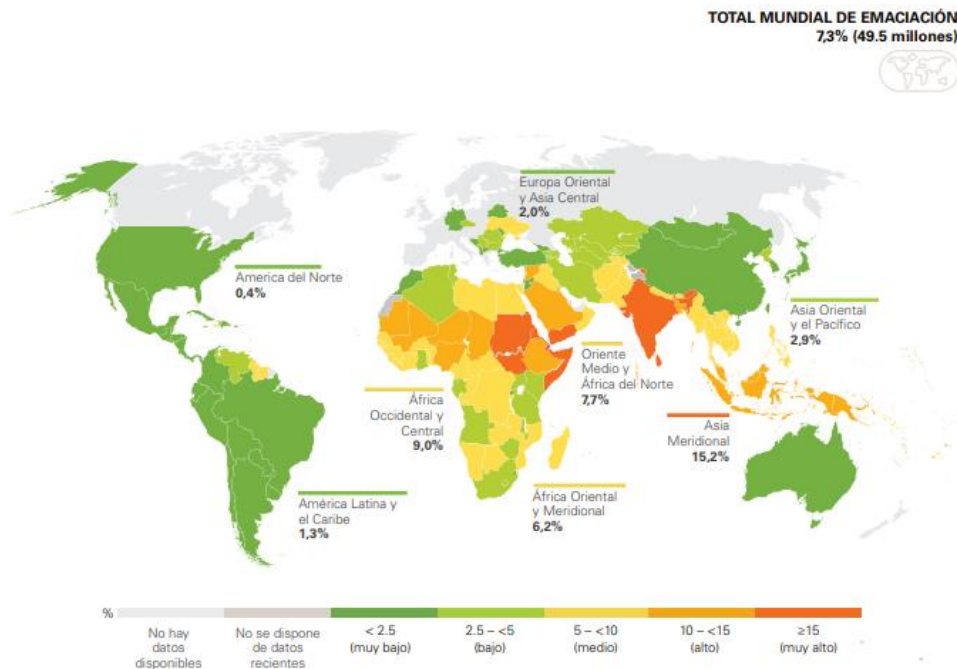 TOTAL MUNDIAL DE EMACIACIÓN
7,3% (49.5 millones)
Europa Oriental
y Asia Central
2,0%
America del Norte
0,4%
Asia Oriental
y el Pacífico
2,9%
Oriente
Medio y
África del Norte
7,7%
África
Occidental y
Central
9,0%
Asia
Meridional
15,2%
América Latina y
el Caribe
1,3%
África Oriental
y Meridional
6,2%
%
No hay
datos
disponibles
No se dispone
de datos
recientes
< 2.5
(muy bajo)
2.5 – <5
(bajo)
5 – <10
(medio)
10 – <15
(alto)
≥15
(muy alto)